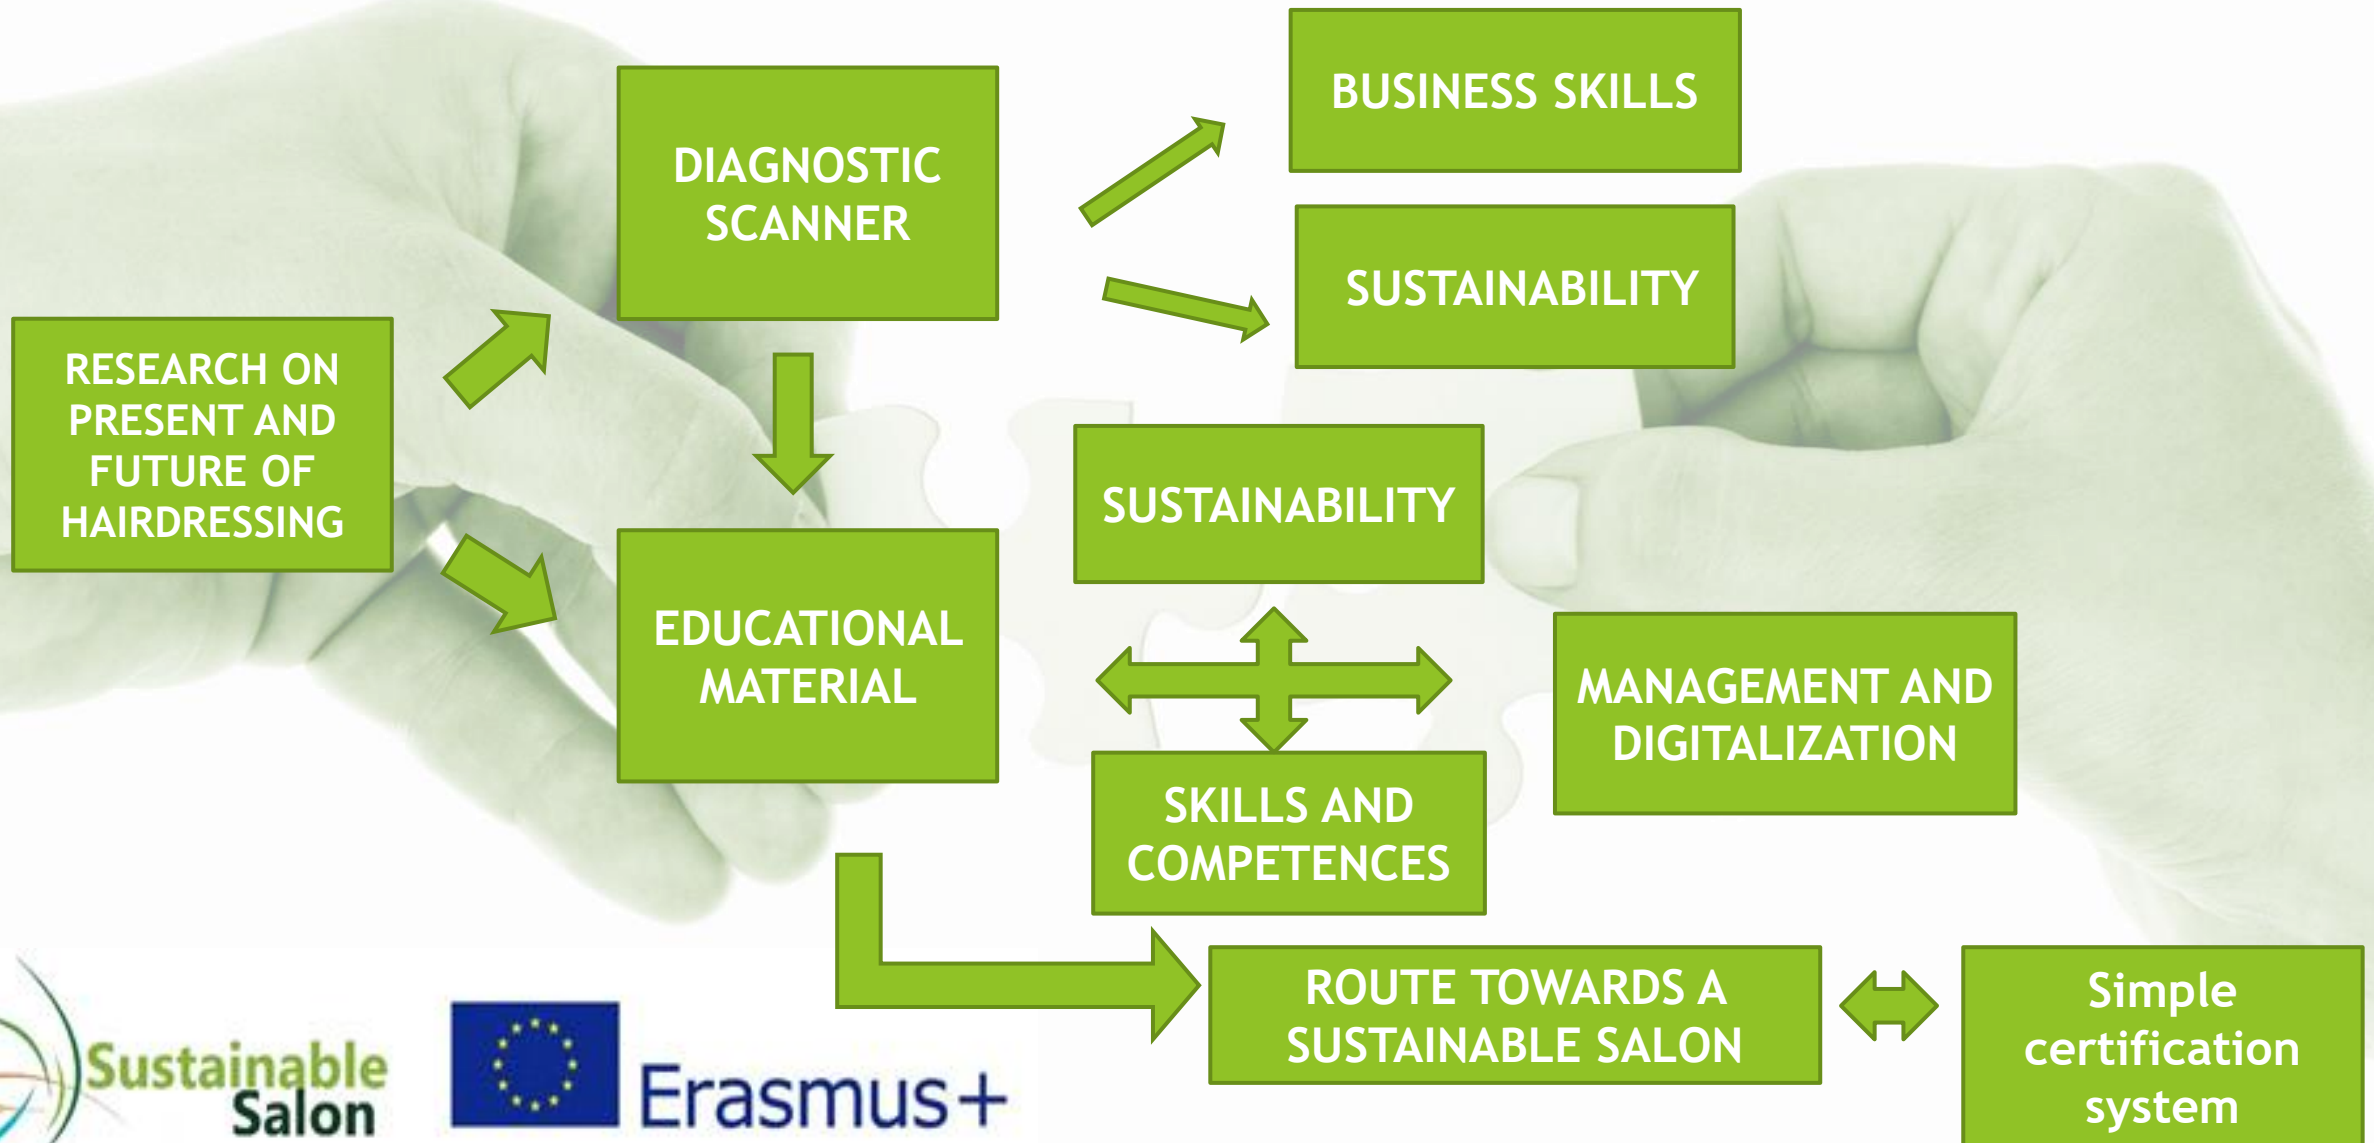 BUSINESS SKILLS
DIAGNOSTIC
SCANNER
SUSTAINABILITY
RESEARCH ON
PRESENT AND
FUTURE OF
HAIRDRESSING
SUSTAINABILITY
EDUCATIONAL
MATERIAL
MANAGEMENT AND
DIGITALIZATION
SKILLS AND
COMPETENCES
ROUTE TOWARDS A
SUSTAINABLE SALON
Simple
certification
system
Sustainable
Salon
Erasmus+